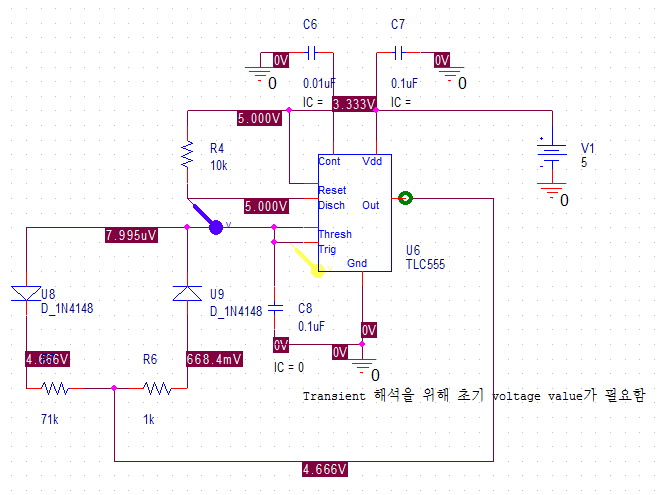 C6
C7
0V
0V
0
0
0.01uF
0.1uF
IC =
3.333V
IC =
5.000V
R4
10k
Cont
Vdd
V1
5
Reset
Disch
Out
5.000V
0
V
7.995uV
Thresh
Trig
U6
TLC555
Gnd
U8
D_1N4148
U9
D_1N4148
C8
0.1uF
0V
0V
0V
4.666V
R6
668.4mV
IC = 0
0
Transient 해석을 위해 초기 voltage value가 필요함
71k
1k
4.666V